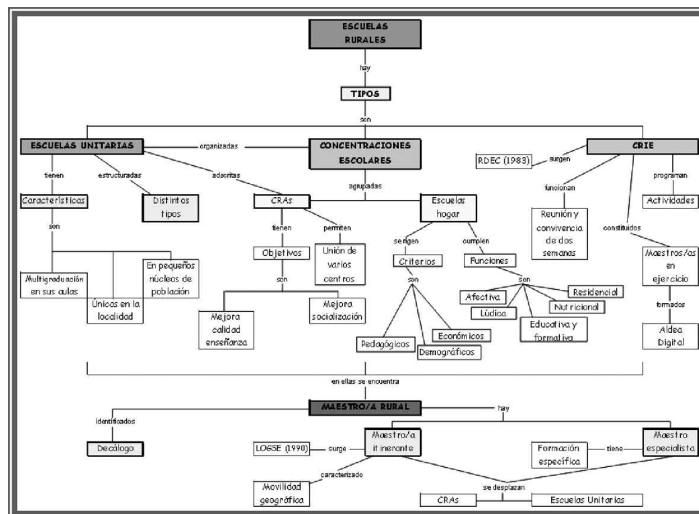 ESCUELAS
RURALES
hay
TIPOS
son
ESCUELAS UNITARIAS
organizadas
CONCENTRACIONES
ESCOLARES
CRIE
RDEC (1983)
surgen
tienen
estructuradas
adscritas
agrupadas
funcionan
programan
Características
Distintos
tipos
CRAs
Escuelas
hogar
Reunión y
convivencia
de dos
semanas
Actividades
son
tienen
permiten
se rigen
cumplen
constituidos
Objetivos
Unión de
varios
centros
Criterios
Funciones
Maestros/as
en
ejercicio
Multigraduación
en sus aulas
Únicas en la
localidad
En pequeños
núcleos de
población
son
son
son
formados
Mejora
calidad
enseñanza
Mejora
socialización
Pedagógicos
Demográficos
Económicos
Afectiva
Lúdica
Educativa y
formativa
Nutricional
Residencial
Aldea
Digital
en ellas se encuentra
MAESTRO/A RURAL
identificados
hay
Decálogo
LOGSE (1990)
surge
Maestro/a
itinerante
Formación
específica
tiene
Maestro
especialista
caracterizado
Movilidad
geográfica
se desplazan
CRAs
Escuelas Unitarias